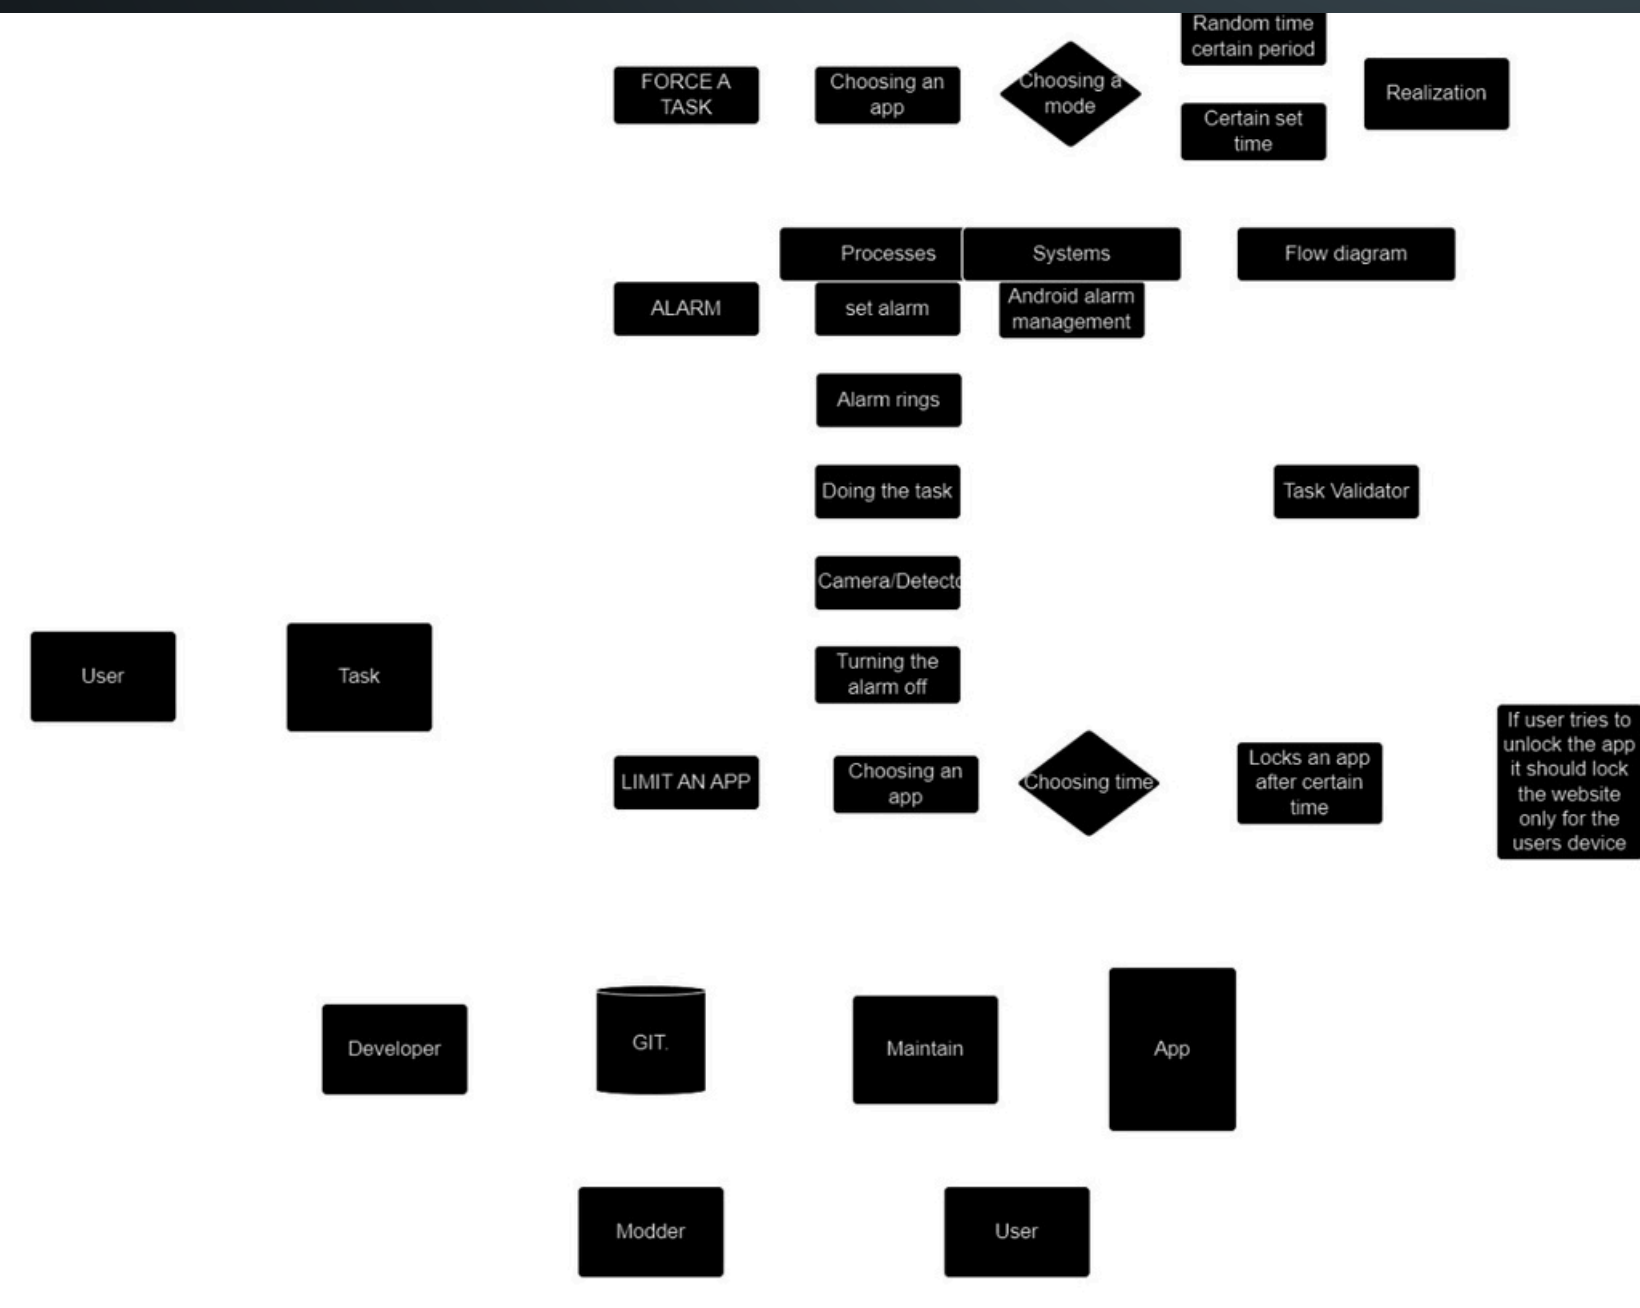 Random time
certain period
FORCE A
TASK
Choosing an
app
Choosing a
mode
Certain set
time
Realization
Processes
Systems
Flow diagram
ALARM
set alarm
Android alarm
management
Alarm rings
Doing the task
Task Validator
Camera/Detecto
Turning the
alarm off
User
Task
LIMIT AN APP
Choosing an
app
Choosing time
Locks an app
after certain
time
If user tries to
unlock the app
it should lock
the website
only for the
users device
Developer
GIT.
Maintain
App
Modder
User